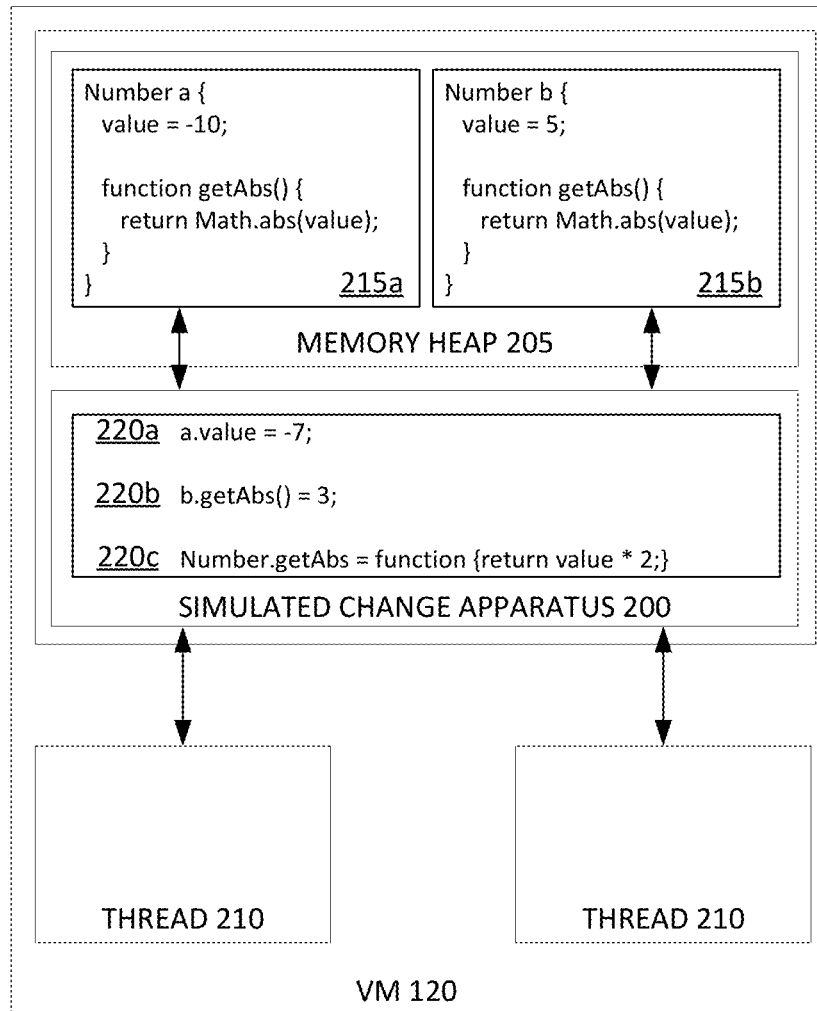 Number a {
value = -10;
function getAbs() {
return Math.abs(value);
}
}
215a
Number b {
value = 5;
function getAbs() {
return Math.abs(value);
}
}
215b
MEMORY HEAP 205
220a a.value = -7;
220b b.getAbs() = 3;
220c Number.getAbs = function {return value * 2;}
SIMULATED CHANGE APPARATUS 200
THREAD 210
THREAD 210
VM 120